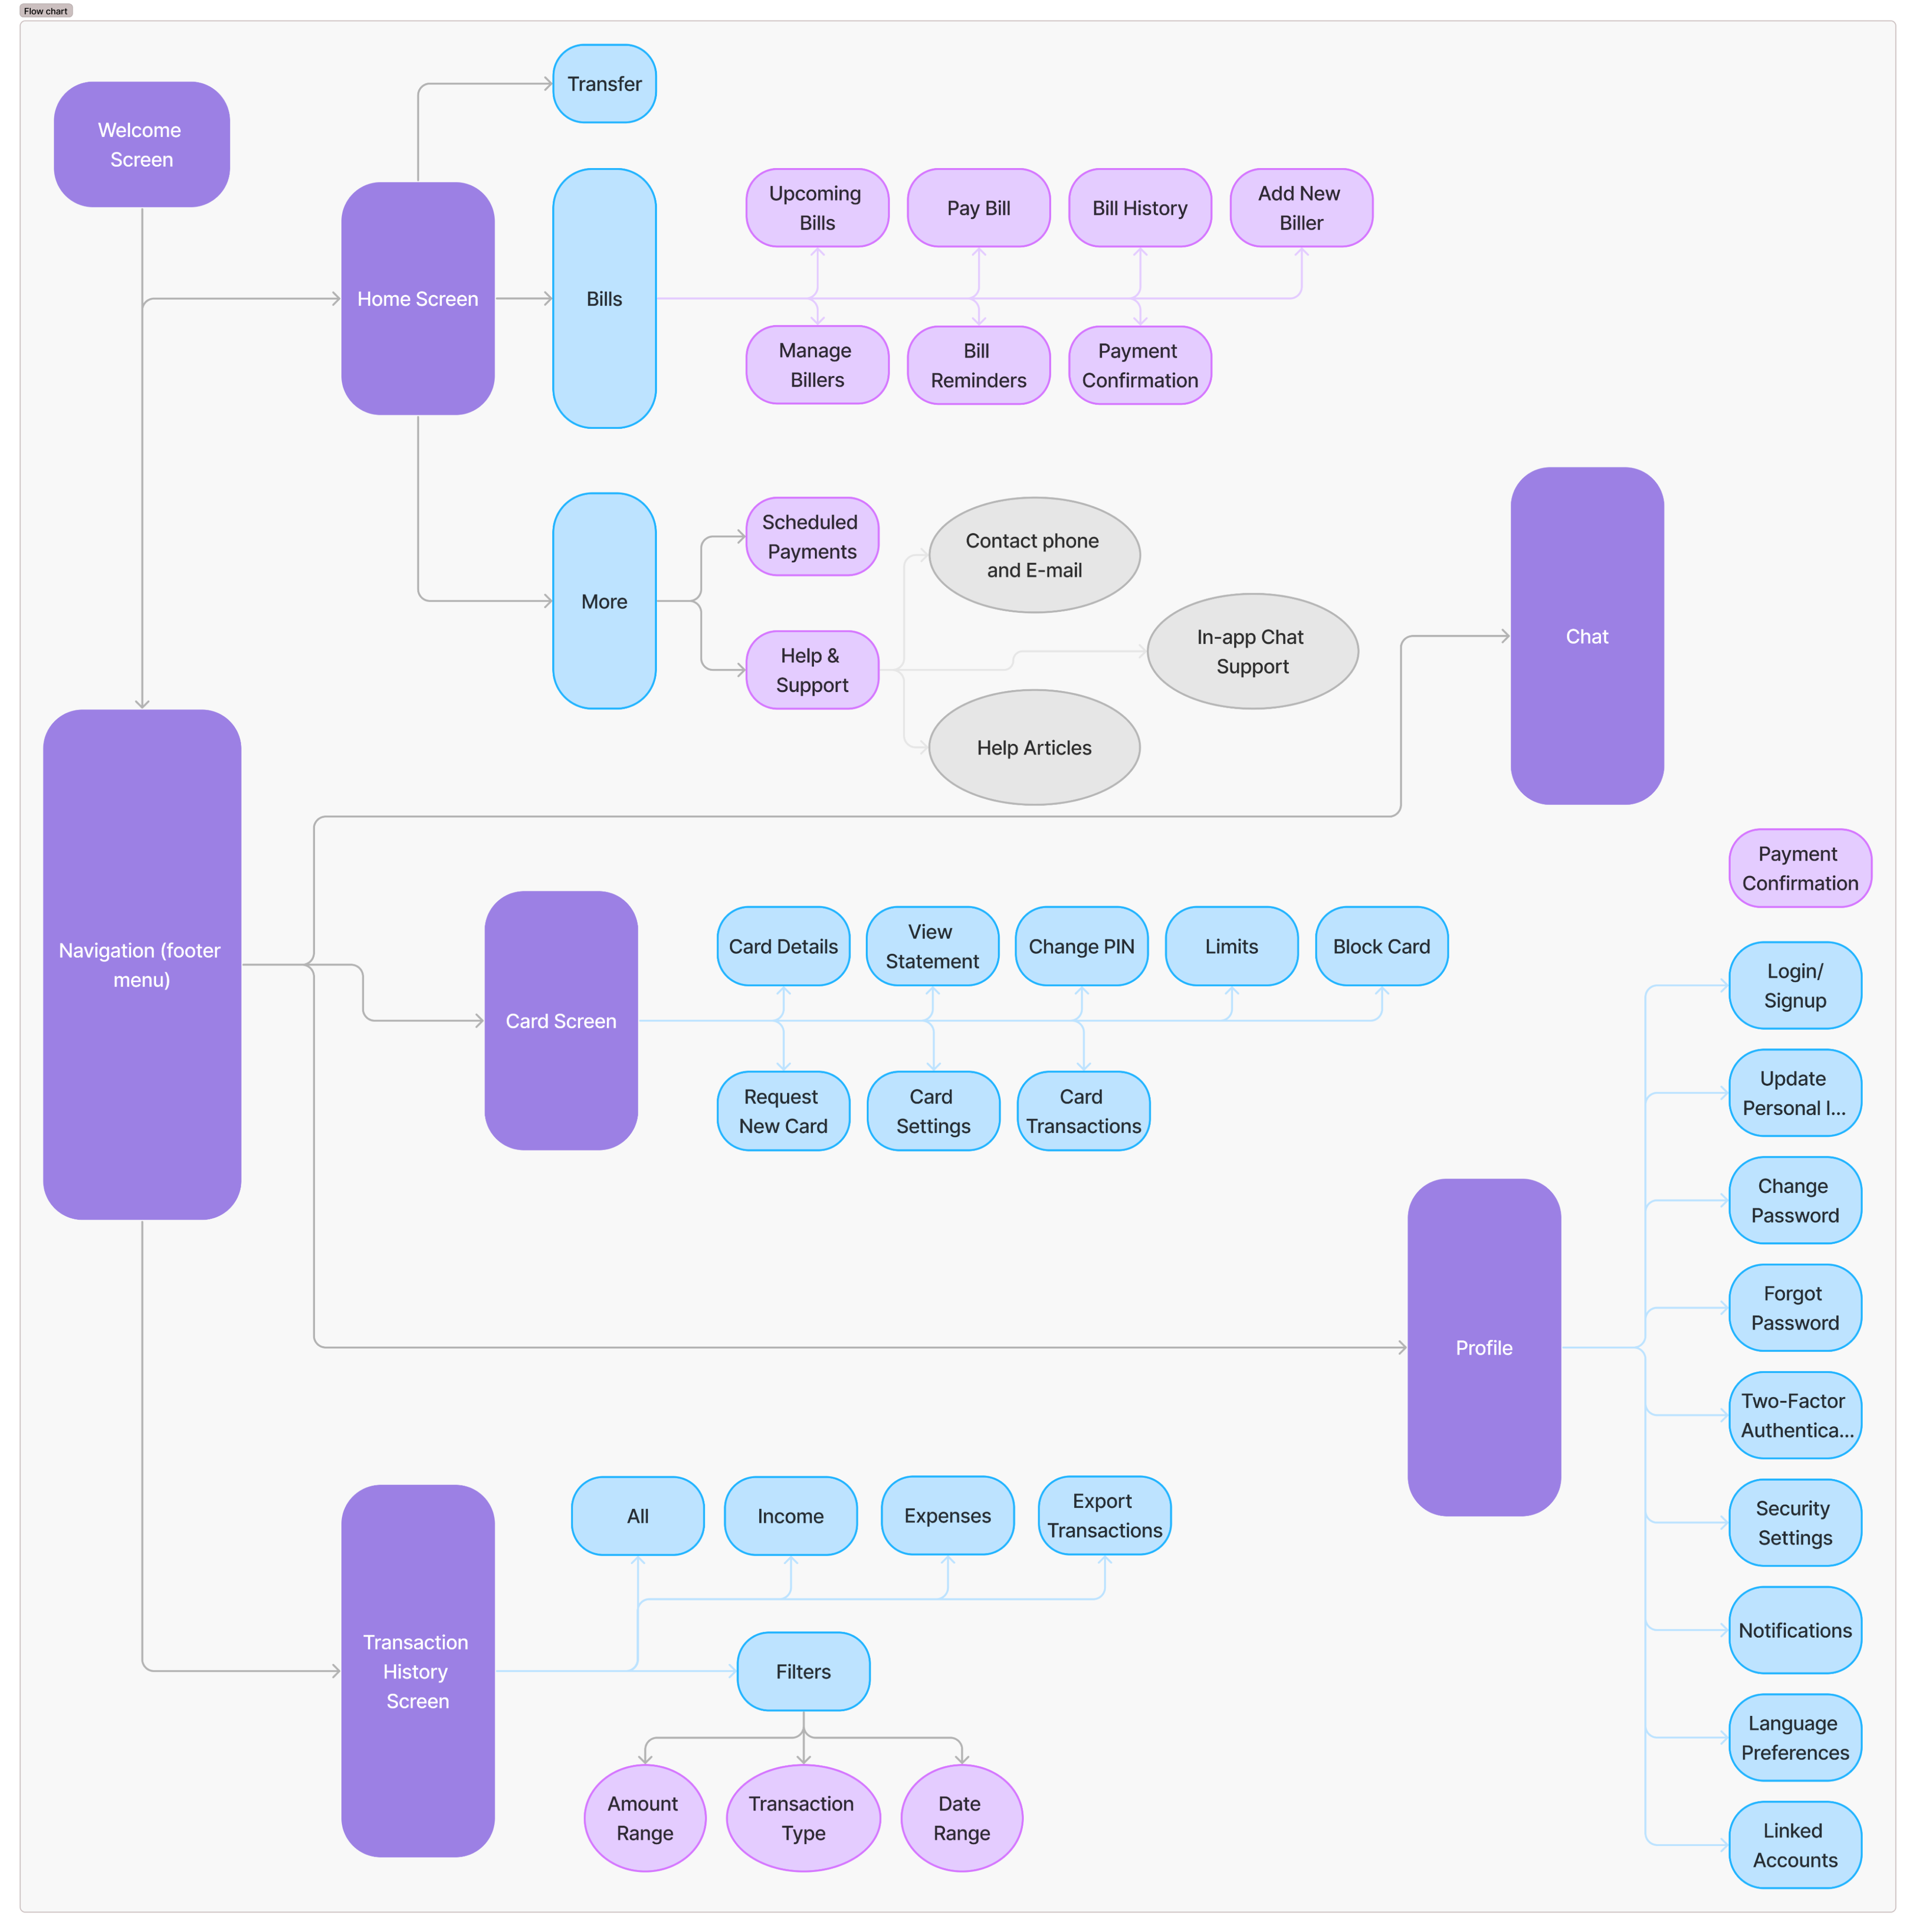 Flow chart
Transfer
Welcome
Screen
Home Screen
Bills
Upcoming
Bills
Pay Bill
Bill History
Add New
Biller
Manage
Billers
Bill
Reminders
Payment
Confirmation
More
Scheduled
Payments
Help &
Support
Contact phone
and E-mail
In-app Chat
Support
Help Articles
Chat
Navigation (footer
menu)
Card Screen
Card Details
View
Statement
Change PIN
Limits
Block Card
Request
New Card
Card
Settings
Card
Transactions
Payment
Confirmation
Profile
Login/
Signup
Update
Personal I...
Change
Password
Forgot
Password
Two-Factor
Authentica...
Security
Settings
Notifications
Language
Preferences
Linked
Accounts
Transaction
History
Screen
All
Income
Expenses
Export
Transactions
Filters
Amount
Range
Transaction
Type
Date
Range